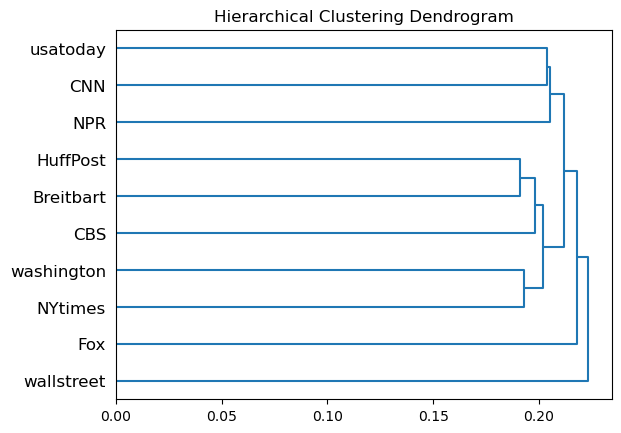 Hierarchical Clustering Dendrogram
usatoday
CNN
NPR
HuffPost
Breitbart
CBS
washington
NYtimes
Fox
wallstreet
0.00 0.05 0.10 0.15 0.20